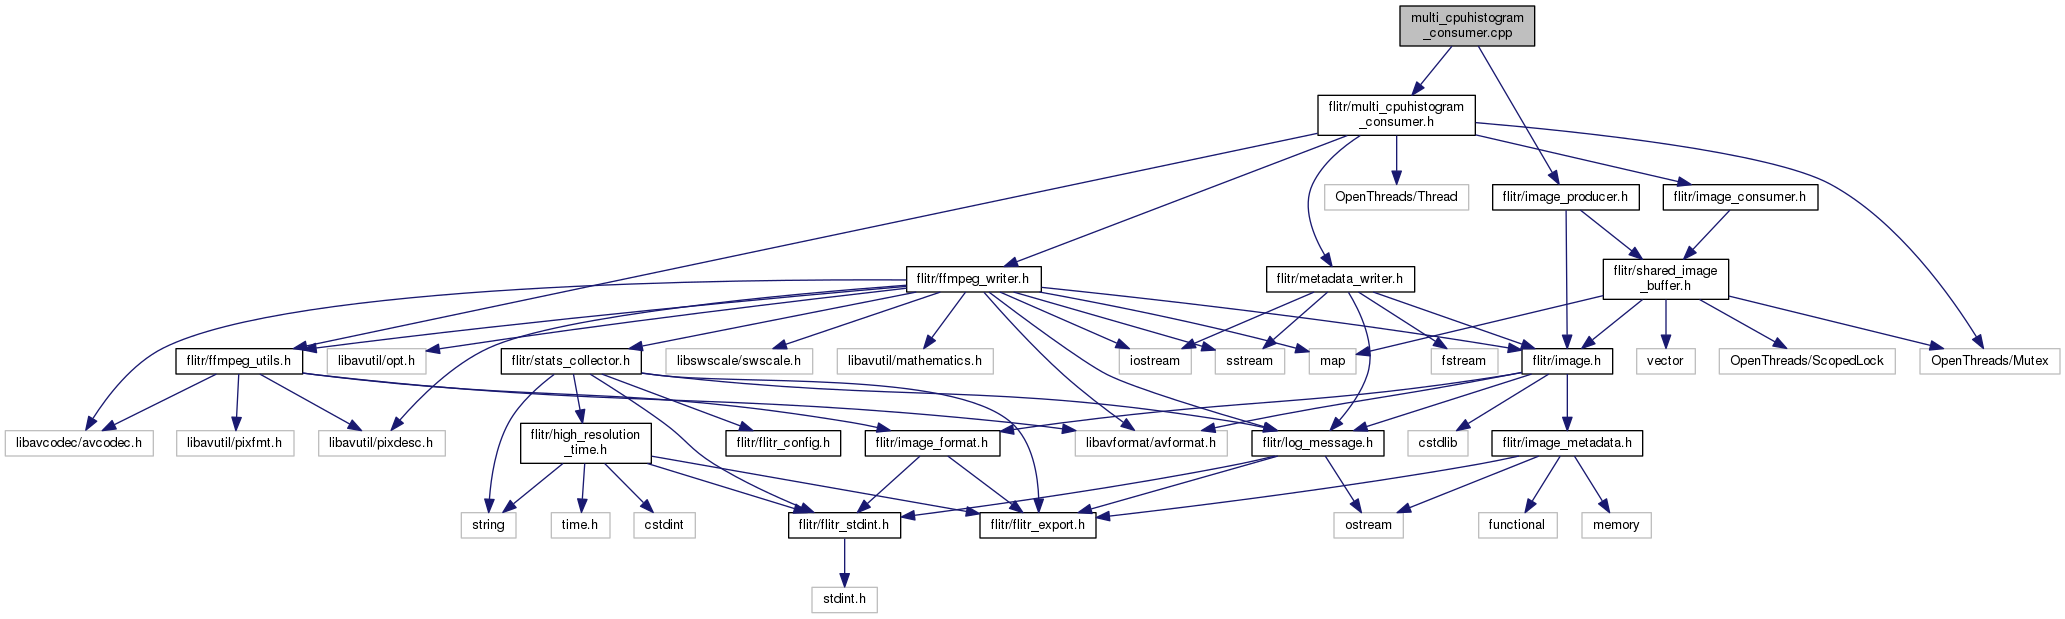 multi_cpuhistogram
_consumer.cpp
flitr/multi_cpuhistogram
_consumer.h
OpenThreads/Thread
flitr/image_producer.h
flitr/image_consumer.h
flitr/ffmpeg_writer.h
flitr/metadata_writer.h
flitr/shared_image
_buffer.h
flitr/ffmpeg_utils.h
libavutil/opt.h
flitr/stats_collector.h
libswscale/swscale.h
libavutil/mathematics.h
iostream
sstream
map
fstream
flitr/image.h
vector
OpenThreads/ScopedLock
OpenThreads/Mutex
libavcodec/avcodec.h
libavutil/pixfmt.h
libavutil/pixdesc.h
flitr/high_resolution
_time.h
flitr/flitr_config.h
flitr/image_format.h
libavformat/avformat.h
flitr/log_message.h
cstdlib
flitr/image_metadata.h
string
time.h
cstdint
flitr/flitr_stdint.h
flitr/flitr_export.h
ostream
functional
memory
stdint.h